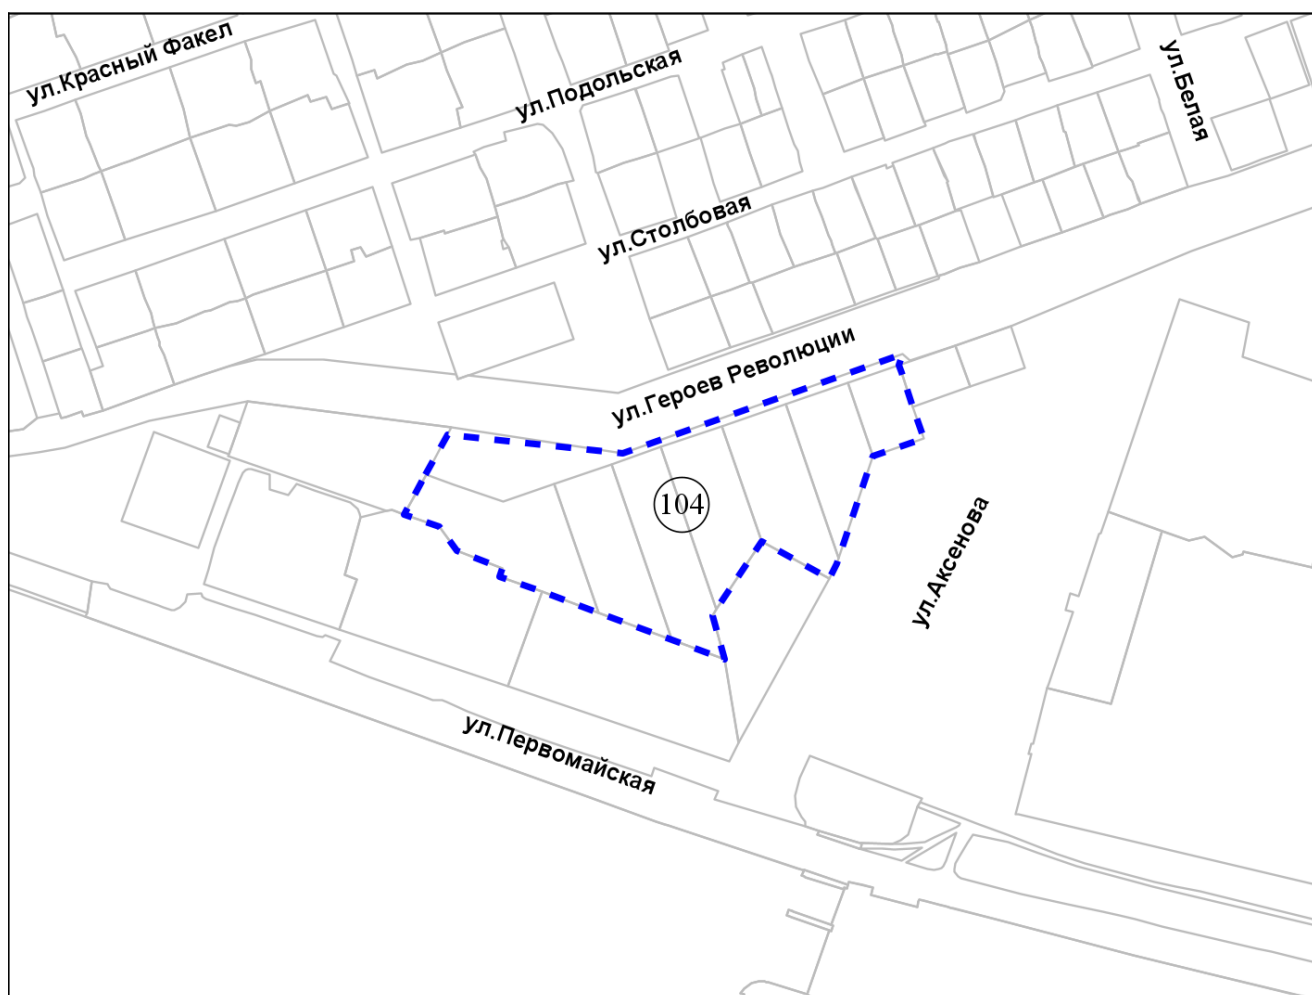 ул.Красный Факел
ул.Подольская
ул.Белая
ул.Столбовая
ул.Героев Революции
104
ул.Аксенова
ул.Первомайская